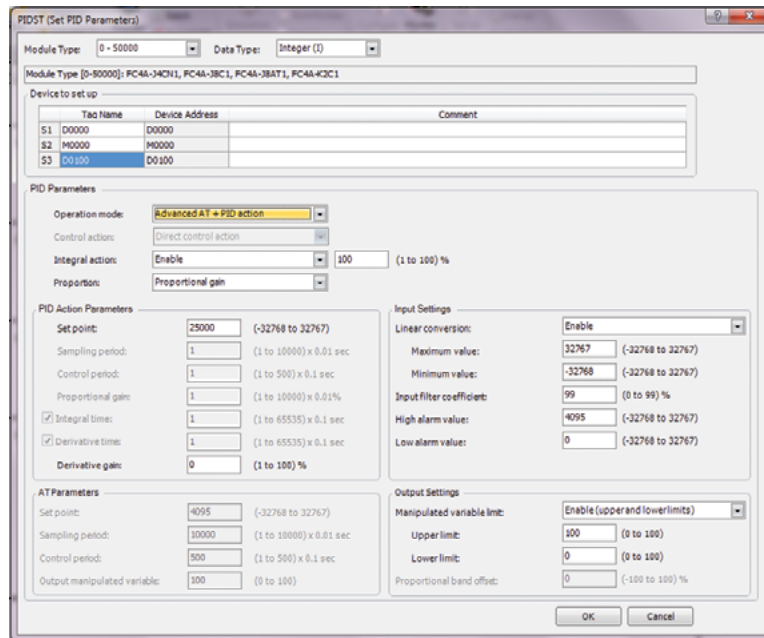 PIDST (Set PID Parameters)
Module Type: 0 - 50000 Data Type: Integer (I)
Module Type [0-50000]: FC4A-J4CN1, FC4A-J8C1, FC4A-J8AT1, FC4A-K2C1
Device to set up
Tag Name Device Address Comment
S1 D0000 D0000
S2 M0000 M0000
S3 D0100 D0100
PID Parameters
Operation mode: Advanced AT + PID action
Control action: Direct control action
Integral action: Enable 100 (1 to 100) %
Proportion: Proportional gain
PID Action Parameters
Set point: 25000 (-32768 to 32767)
Sampling period: 1 (1 to 10000) x 0.01 sec
Control period: 1 (1 to 500) x 0.1 sec
Proportional gain: 1 (1 to 10000) x 0.01%
Integral time: 1 (1 to 65535) x 0.1 sec
Derivative time: 1 (1 to 65535) x 0.1 sec
Derivative gain: 0 (1 to 100) %
Input Settings
Linear conversion: Enable
Maximum value: 32767 (-32768 to 32767)
Minimum value: -32768 (-32768 to 32767)
Input filter coefficient: 99 (0 to 99) %
High alarm value: 4095 (-32768 to 32767)
Low alarm value: 0 (-32768 to 32767)
AT Parameters
Set point: 4095 (-32768 to 32767)
Sampling period: 10000 (1 to 10000) x 0.01 sec
Control period: 500 (1 to 500) x 0.1 sec
Output manipulated variable: 100 (0 to 100)
Output Settings
Manipulated variable limit: Enable (upper and lower limits)
Upper limit: 100 (0 to 100)
Lower limit: 0 (0 to 100)
Proportional band offset: 0 (-100 to 100) %
OK Cancel